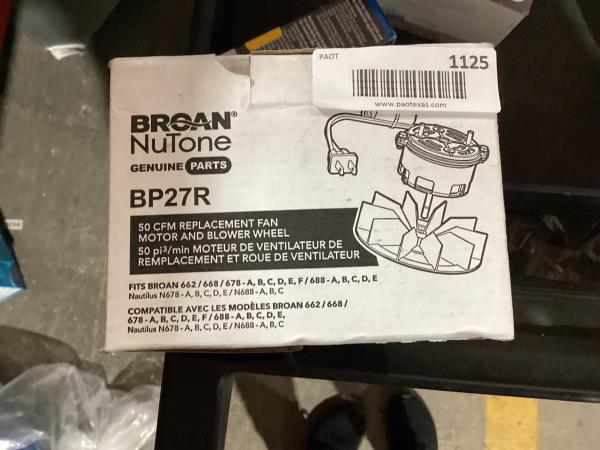 PAOT
1125
www.paotexas.com
BROAN®
NuTone
GENUINE PARTS
BP27R
50 CFM REPLACEMENT FAN
MOTOR AND BLOWER WHEEL
50 pi³/min MOTEUR DE VENTILATEUR DE
REMPLACEMENT ET ROUE DE VENTILATEUR
FITS BROAN 662 / 668 / 678 - A, B, C, D, E, F / 688 - A, B, C, D, E
Nautilus N678 - A, B, C, D, E / N688 - A, B, C
COMPATIBLE AVEC LES MODÈLES BROAN 662 / 668 /
678 - A, B, C, D, E, F / 688 - A, B, C, D, E,
Nautilus N678 - A, B, C, D, E / N688 - A, B, C